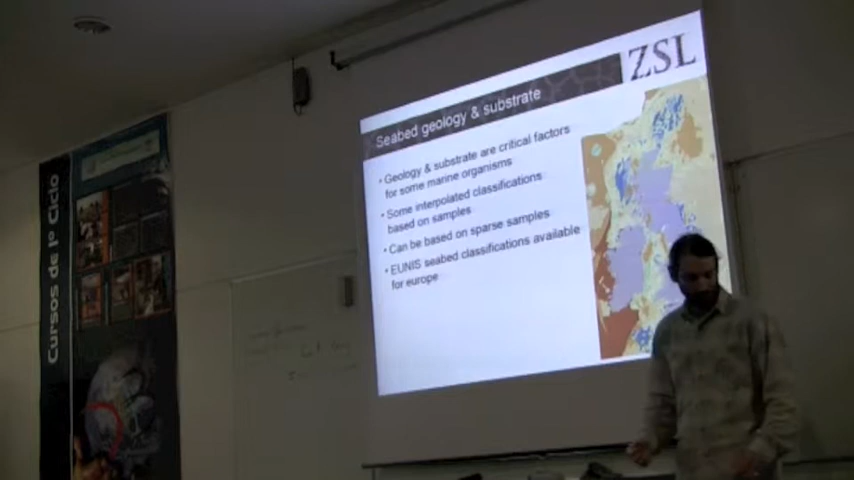 ZSL
Seabed geology & substrate
• Geology & substrate are critical factors
for some marine organisms
• Some interpolated classifications
based on samples
• Can be based on sparse samples
• EUNIS seabed classifications available
for europe
Cursos de 1º Ciclo